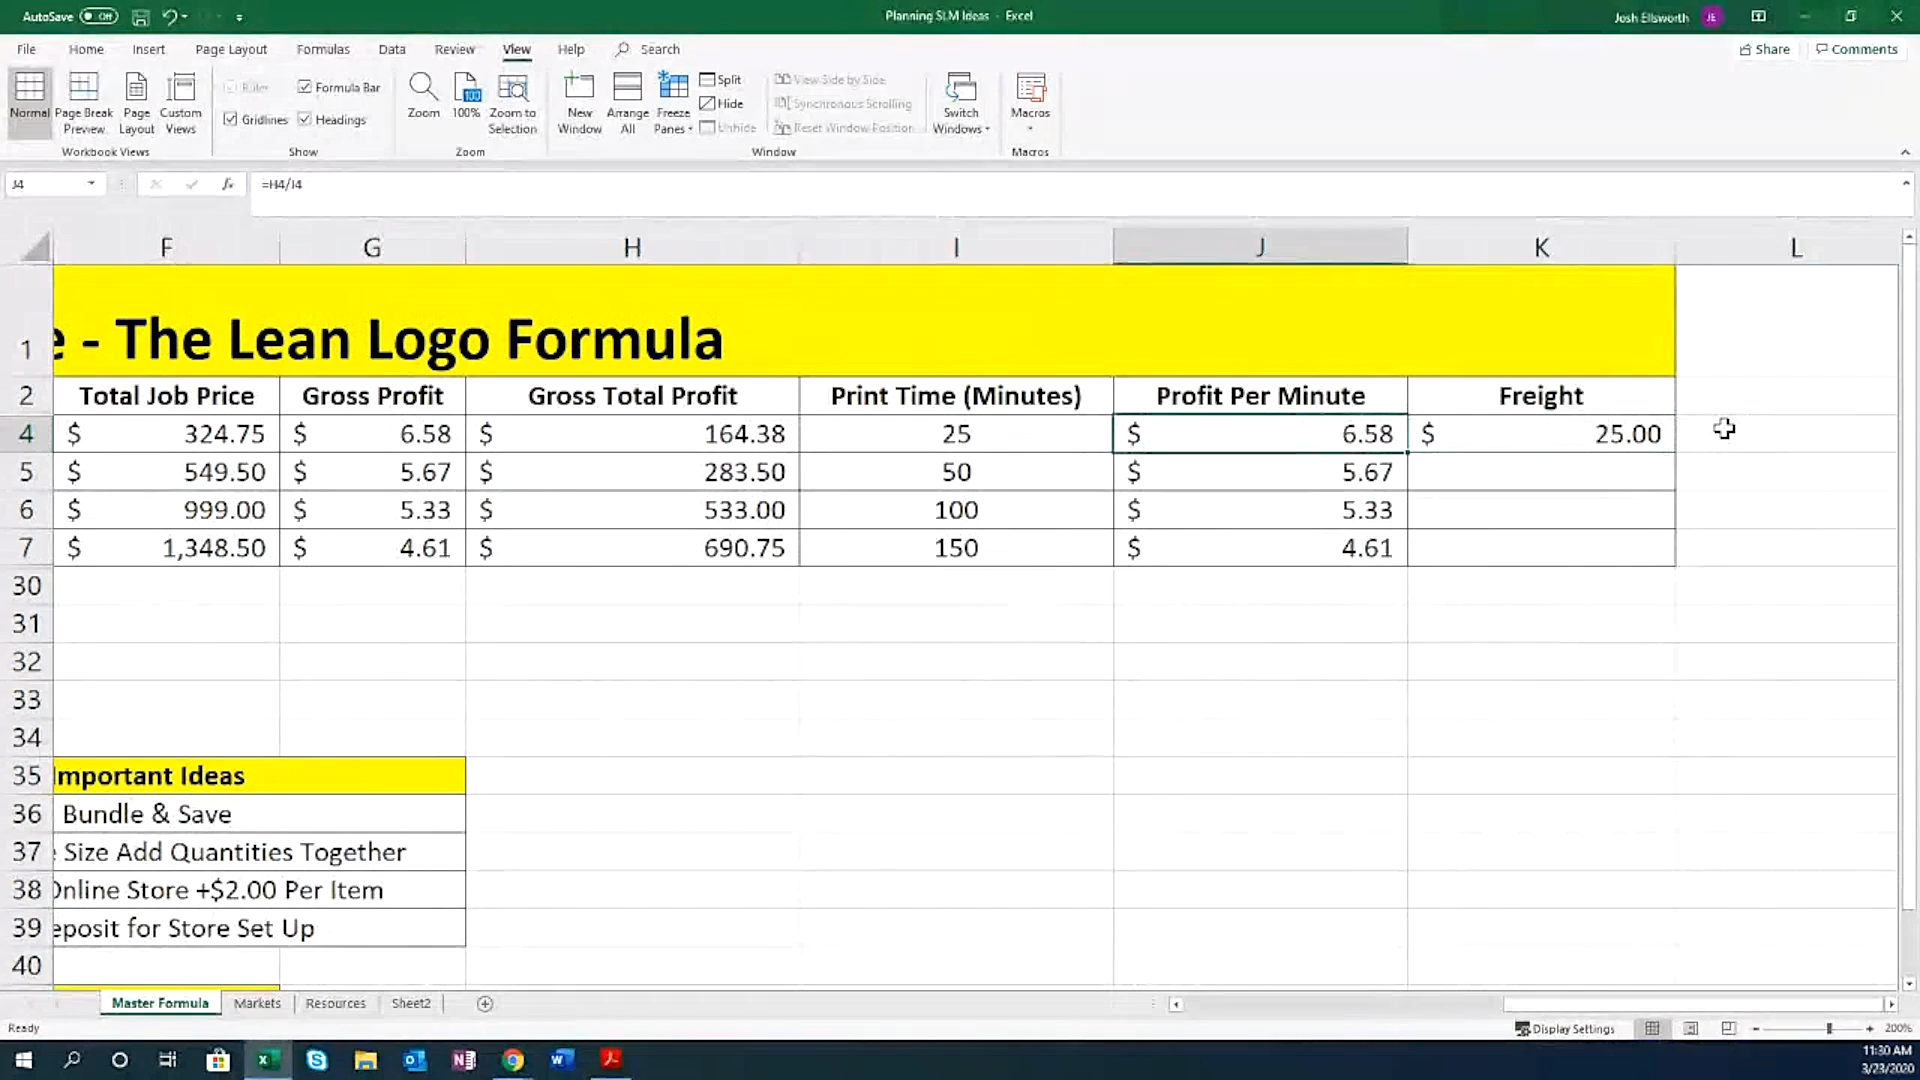 AutoSave Off
Planning SLM Ideas - Excel
Josh Ellsworth JE
File Home Insert Page Layout Formulas Data Review View Help Search
Share Comments
Normal
Page Break Preview
Page Layout
Custom Views
Workbook Views
Ruler
Formula Bar
Gridlines
Headings
Show
Zoom
100%
Zoom to Selection
Zoom
New Window
Arrange All
Freeze Panes
Split
Hide
Unhide
View Side by Side
Synchronous Scrolling
Reset Window Position
Window
Switch Windows
Macros
Macros
J4 fx =H4/I4
F G H I J K L
1 e - The Lean Logo Formula
2 Total Job Price Gross Profit Gross Total Profit Print Time (Minutes) Profit Per Minute Freight
4 $ 324.75 $ 6.58 $ 164.38 25 $ 6.58 $ 25.00
5 $ 549.50 $ 5.67 $ 283.50 50 $ 5.67
6 $ 999.00 $ 5.33 $ 533.00 100 $ 5.33
7 $ 1,348.50 $ 4.61 $ 690.75 150 $ 4.61
30
31
32
33
34
35 Important Ideas
36 Bundle & Save
37 Size Add Quantities Together
38 Online Store +$2.00 Per Item
39 eposit for Store Set Up
40
Master Formula Markets Resources Sheet2
Ready
Display Settings
200%
11:30 AM
3/23/2020